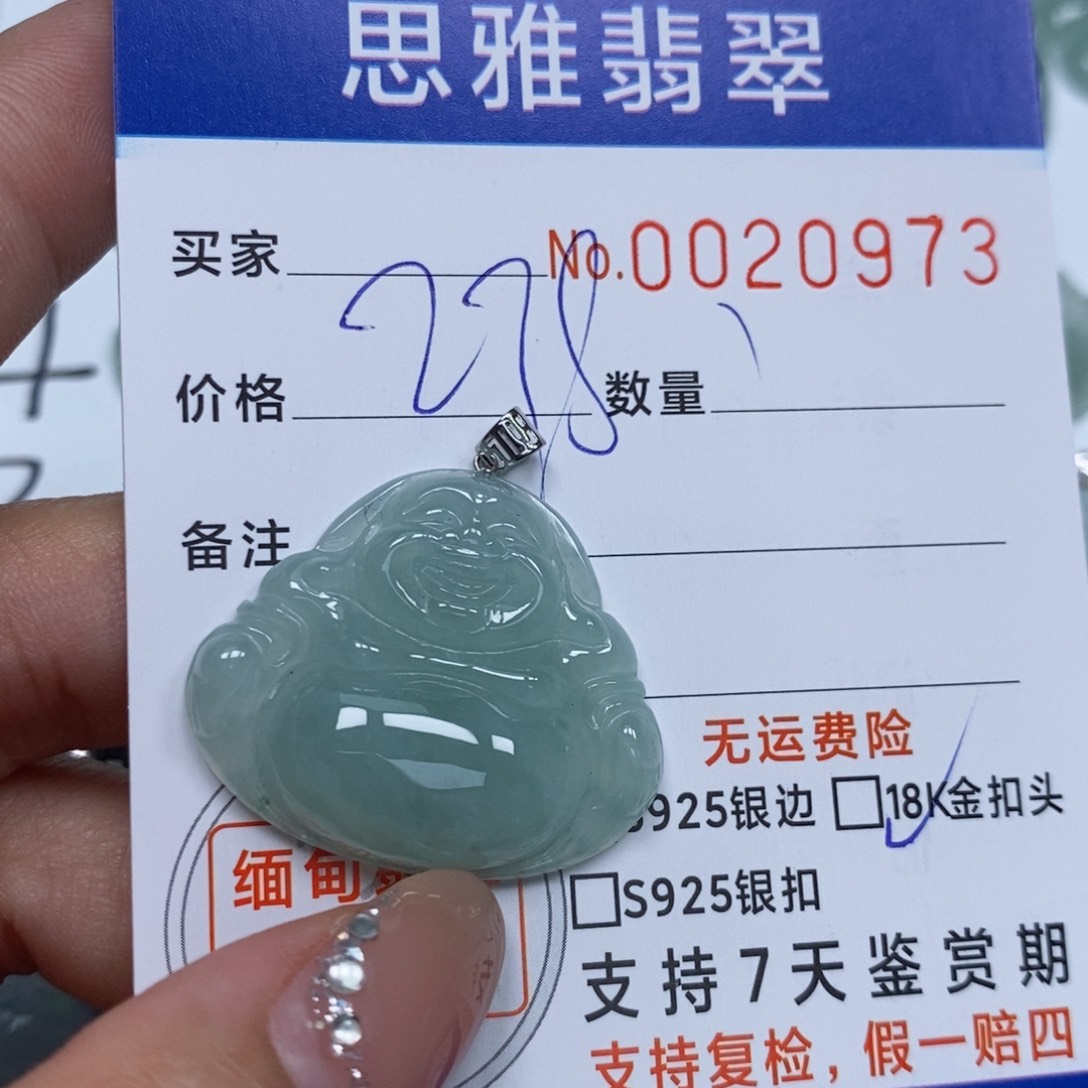 思雅翡翠
买家 No.0020973
价格 278 数量
备注
无运费险
S925银边 18K金扣头
缅甸
S925银扣
支持7天鉴赏期
支持复检，假一赔四